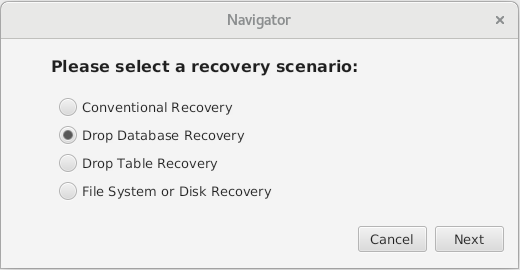 Navigator
Please select a recovery scenario:
Conventional Recovery
Drop Database Recovery
Drop Table Recovery
File System or Disk Recovery
Cancel Next